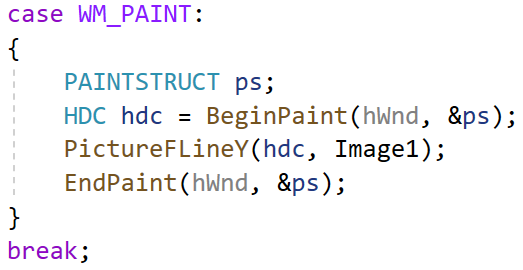 case WM_PAINT:
{
    PAINTSTRUCT ps;
    HDC hdc = BeginPaint(hWnd, &ps);
    PictureFLineY(hdc, Image1);
    EndPaint(hWnd, &ps);
}
break;